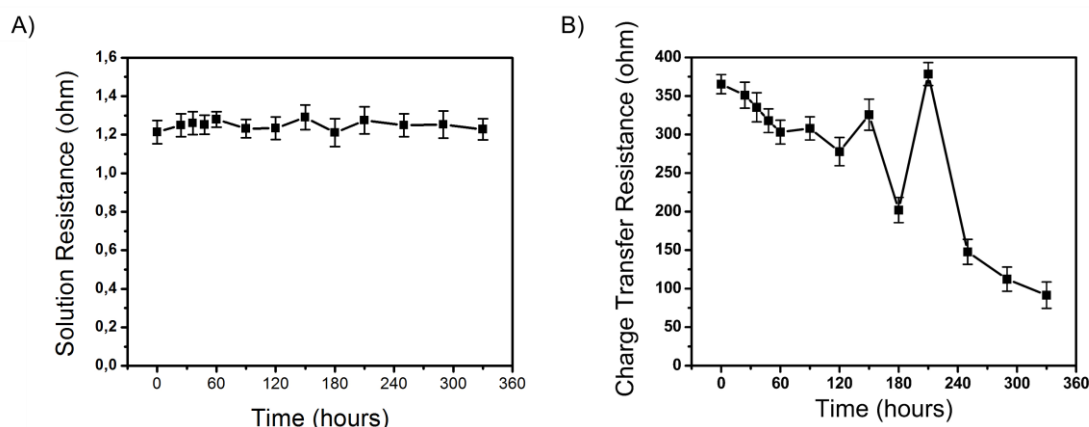 A)
Solution Resistance (ohm)
1,6
1,4
1,2
1,0
0,8
0,6
0,4
0,2
0,0
0 60 120 180 240 300 360
Time (hours)
B)
Charge Transfer Resistance (ohm)
400
350
300
250
200
150
100
50
0
0 60 120 180 240 300 360
Time (hours)